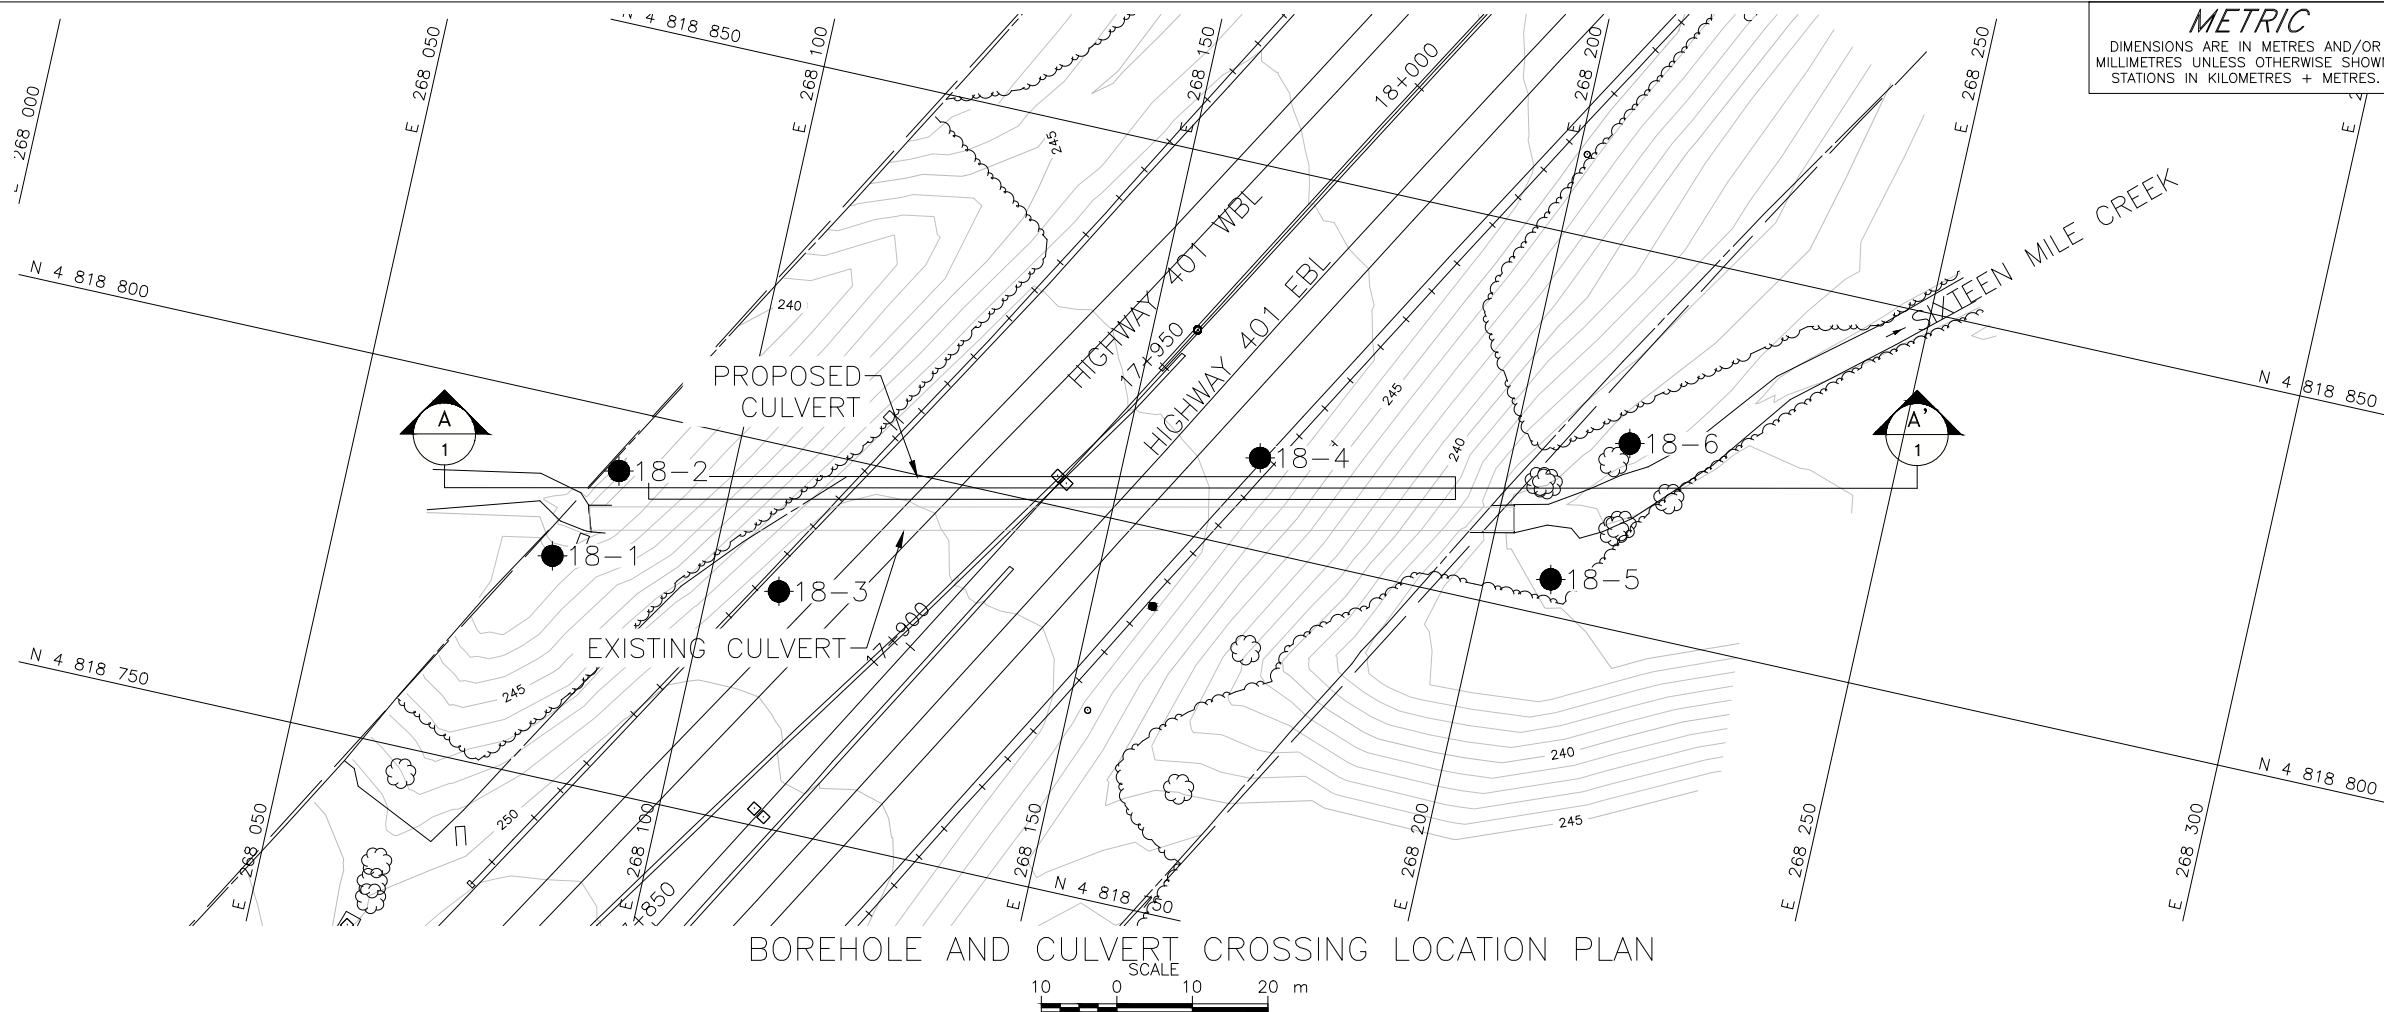 METRIC
DIMENSIONS ARE IN METRES AND/OR
MILLIMETRES UNLESS OTHERWISE SHOWN
STATIONS IN KILOMETRES + METRES.
N 4 818 850
E 268 000
E 268 050
E 268 100
E 268 150
E 268 200
E 268 250
E
18+000
245
SIXTEEN MILE CREEK
HIGHWAY 401 WBL
HIGHWAY 401 EBL
N 4 818 800
240
17+950
PROPOSED
CULVERT
245
N 4 818 850
A
1
A'
1
18-2
18-4
18-6
240
18-1
18-3
18-5
EXISTING CULVERT
17+900
N 4 818 750
245
240
N 4 818 800
250
245
E 268 050
E 268 100
E 268 150
E 268 200
E 268 250
E 268 300
+850
N 4 818 750
BOREHOLE AND CULVERT CROSSING LOCATION PLAN
SCALE
10 0 10 20 m